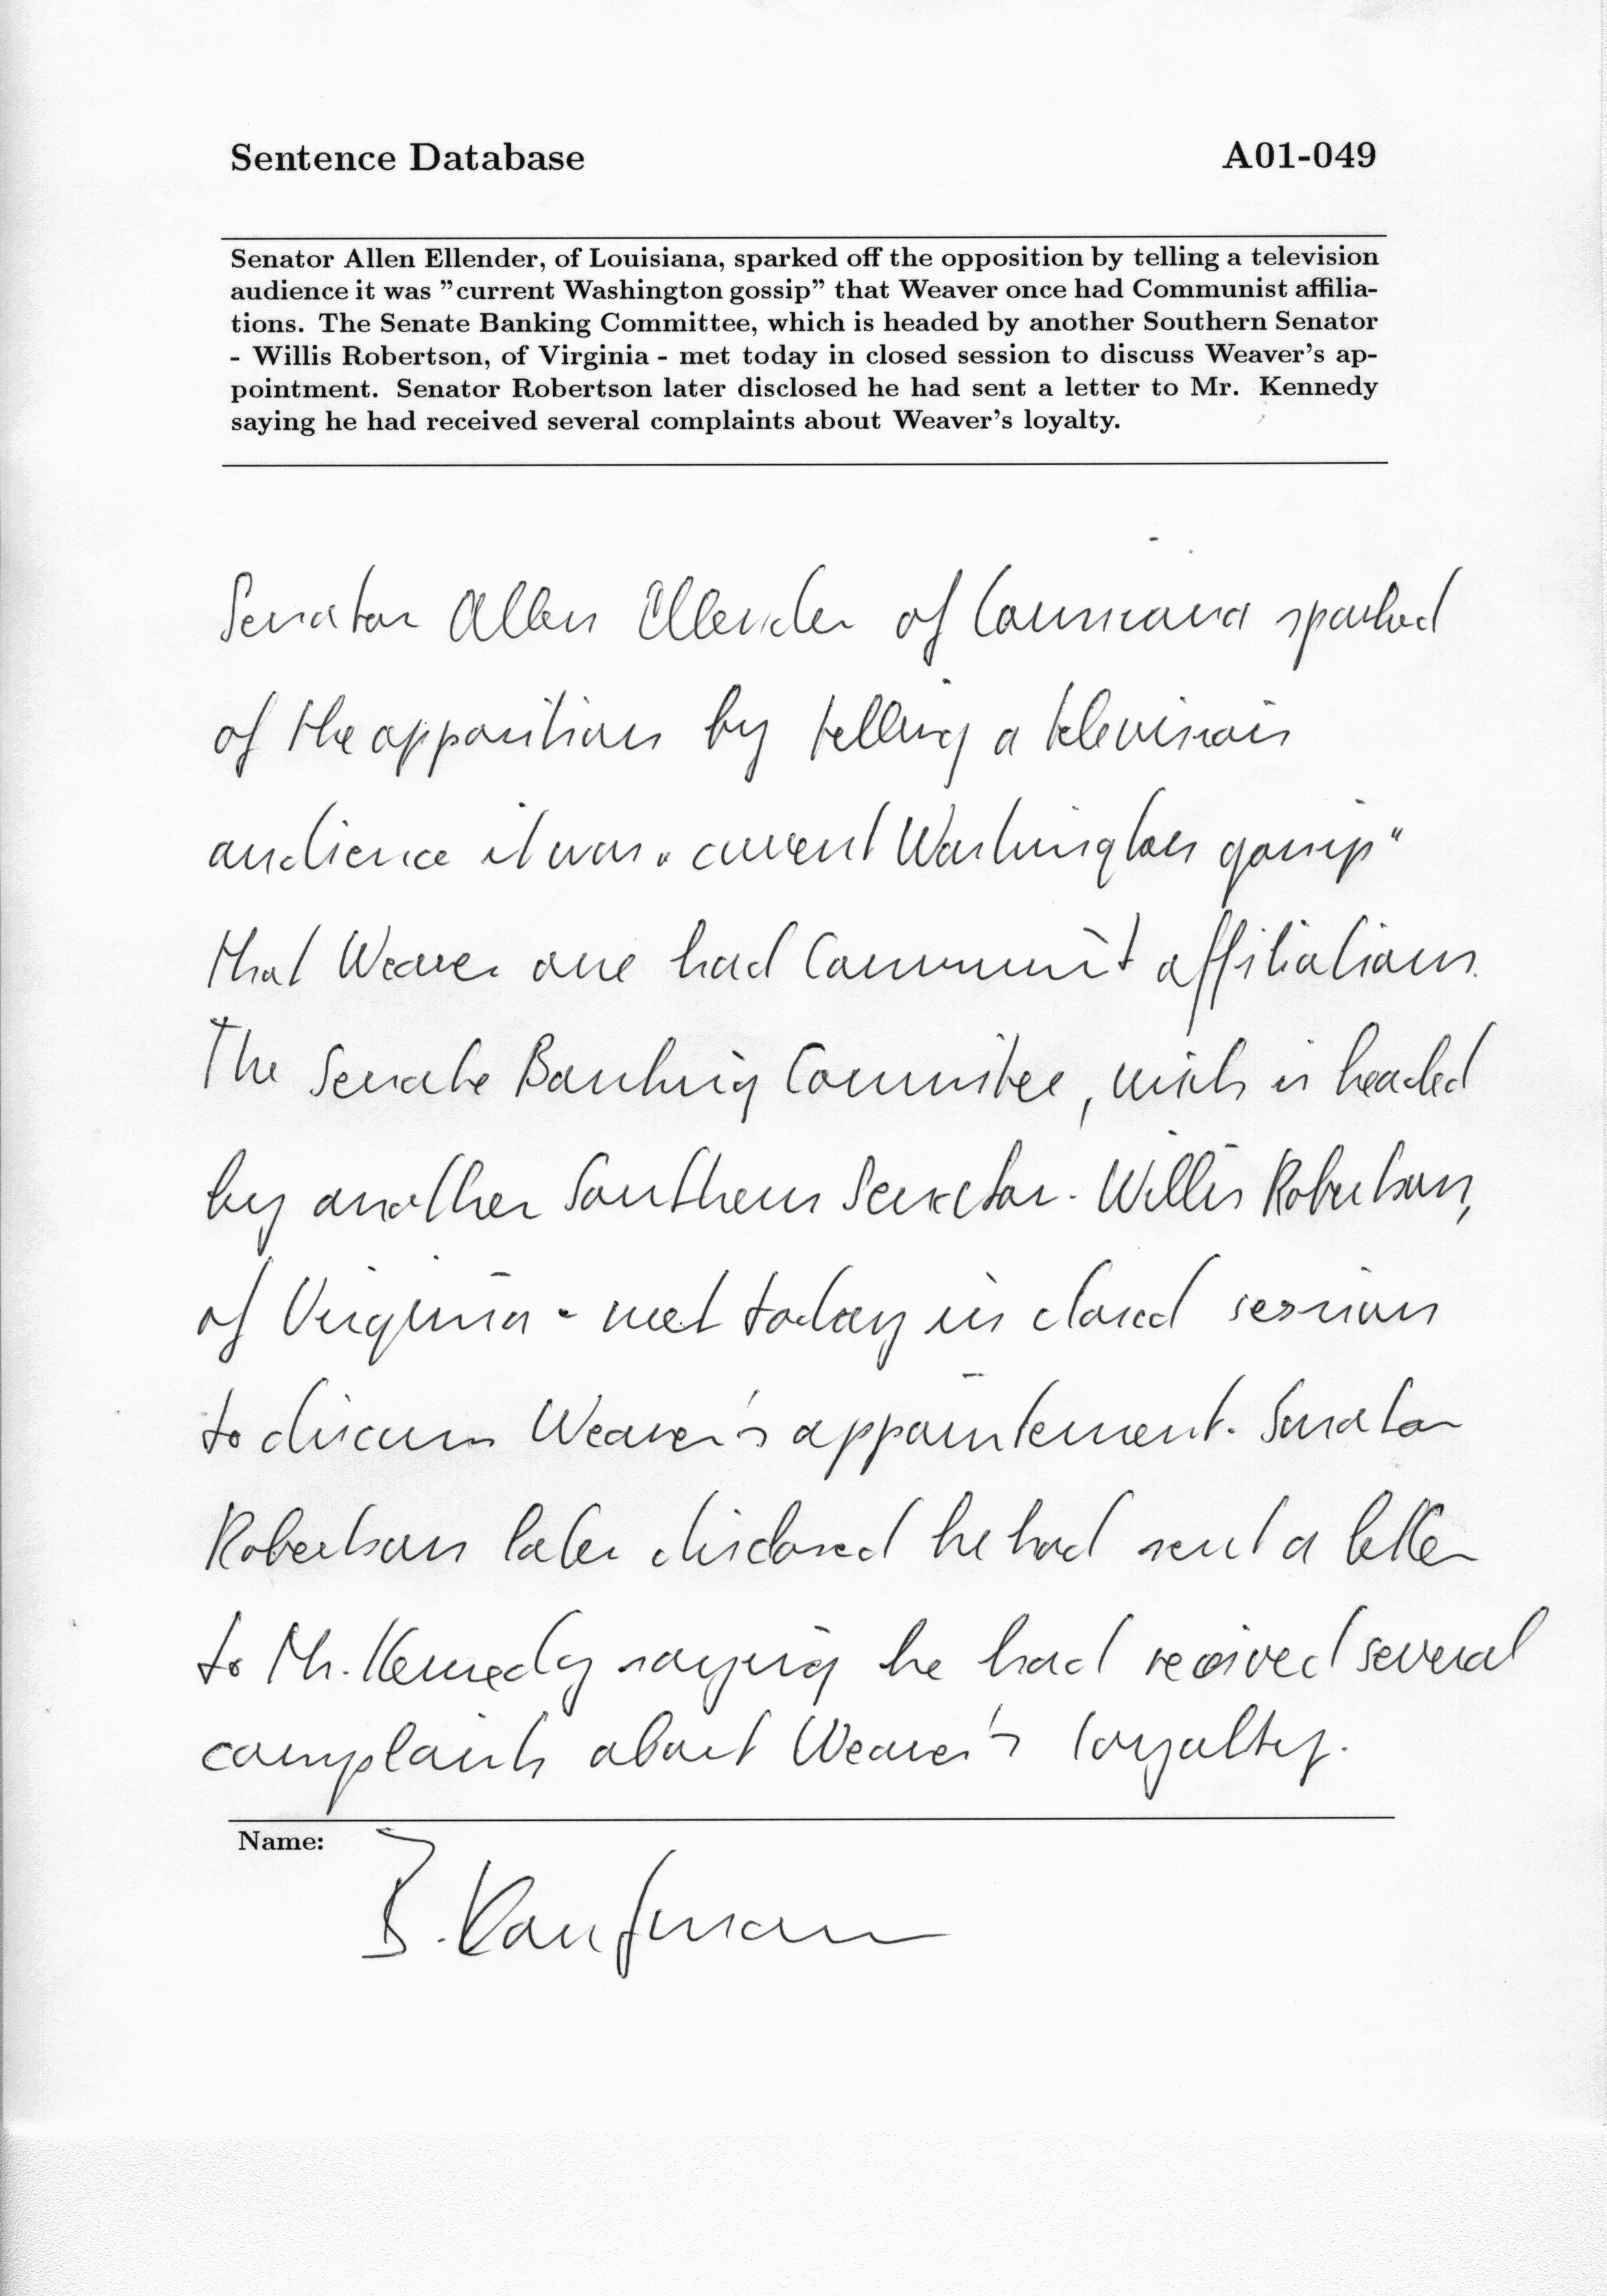 Sentence Database A01-049
Senator Allen Ellender, of Louisiana, sparked off the opposition by telling a television
audience it was ”current Washington gossip” that Weaver once had Communist affilia-
tions. The Senate Banking Committee, which is headed by another Southern Senator
- Willis Robertson, of Virginia - met today in closed session to discuss Weaver's ap-
pointment. Senator Robertson later disclosed he had sent a letter to Mr. Kennedy
saying he had received several complaints about Weaver's loyalty.
Senator Allen Ellender of Louisiana sparked
of the opposition by telling a television
audience it was „current Washington gossip“
that Weaver one had Communist affiliations.
The Senate Banking Committee, wich is headed
by another Southern Senator - Willis Robertson,
of Virginia - met today in closed session
to discuss Weaver's appointement. Senator
Robertson later disclosed he had sent a letter
to Mr. Kennedy saying he had received several
complaints about Weaver's loyalty.
Name:
B. Kaufmann